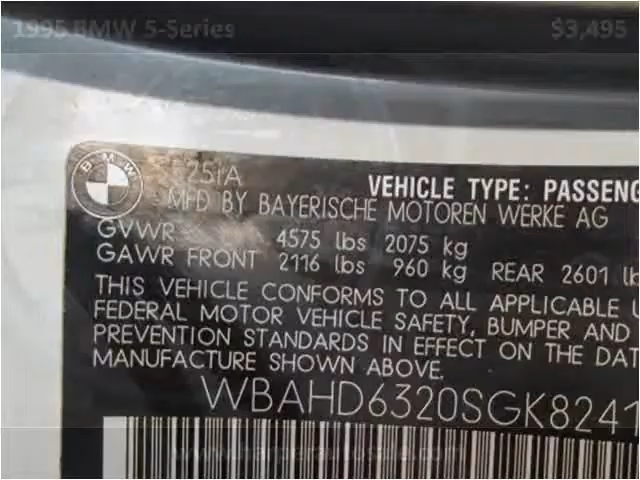 1995 BMW 5-Series $3,495
BMW
525iA
VEHICLE TYPE: PASSENG
MFD BY BAYERISCHE MOTOREN WERKE AG
GVWR 4575 lbs 2075 kg
GAWR FRONT 2116 lbs 960 kg REAR 2601 lb
THIS VEHICLE CONFORMS TO ALL APPLICABLE U
FEDERAL MOTOR VEHICLE SAFETY, BUMPER AND
PREVENTION STANDARDS IN EFFECT ON THE DAT
MANUFACTURE SHOWN ABOVE.
WBAHD6320SGK8241